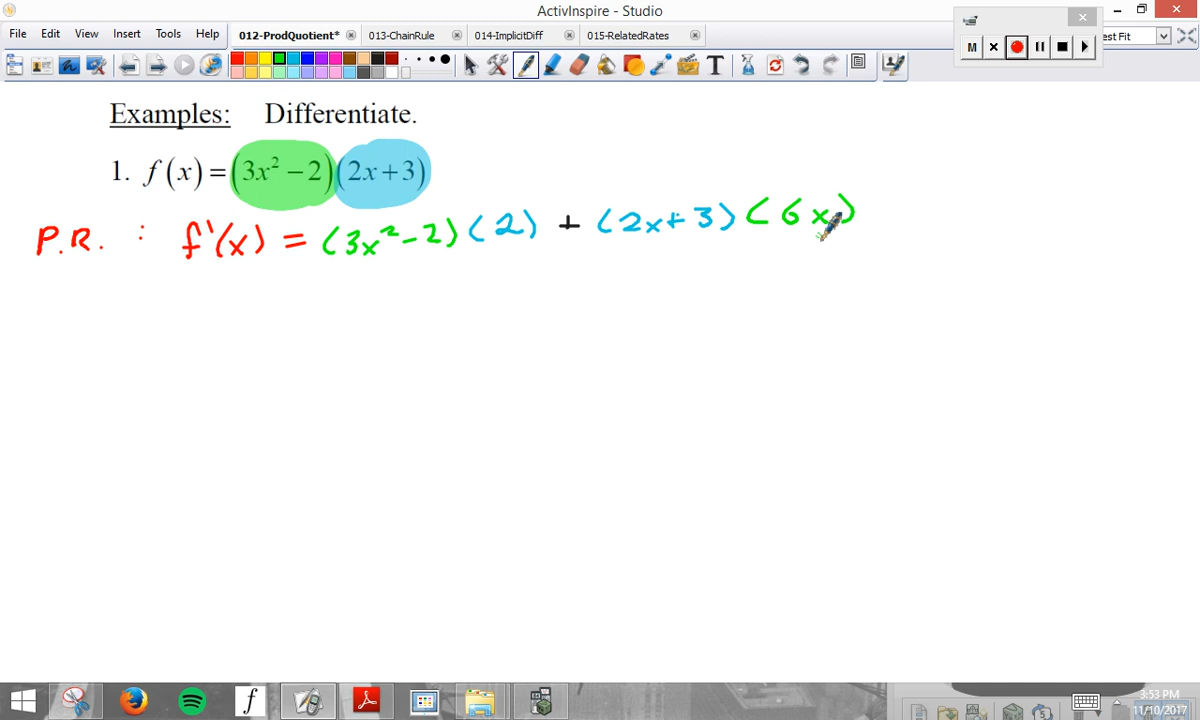 ActivInspire - Studio
File Edit View Insert Tools Help 012-ProdQuotient* 013-ChainRule 014-ImplicitDiff 015-RelatedRates est Fit
M
T
Examples: Differentiate.
1. f(x) = (3x² − 2)(2x + 3)
P.R. : f'(x) = (3x² - 2)(2) + (2x + 3)(6x)
3:53 PM
11/10/2017